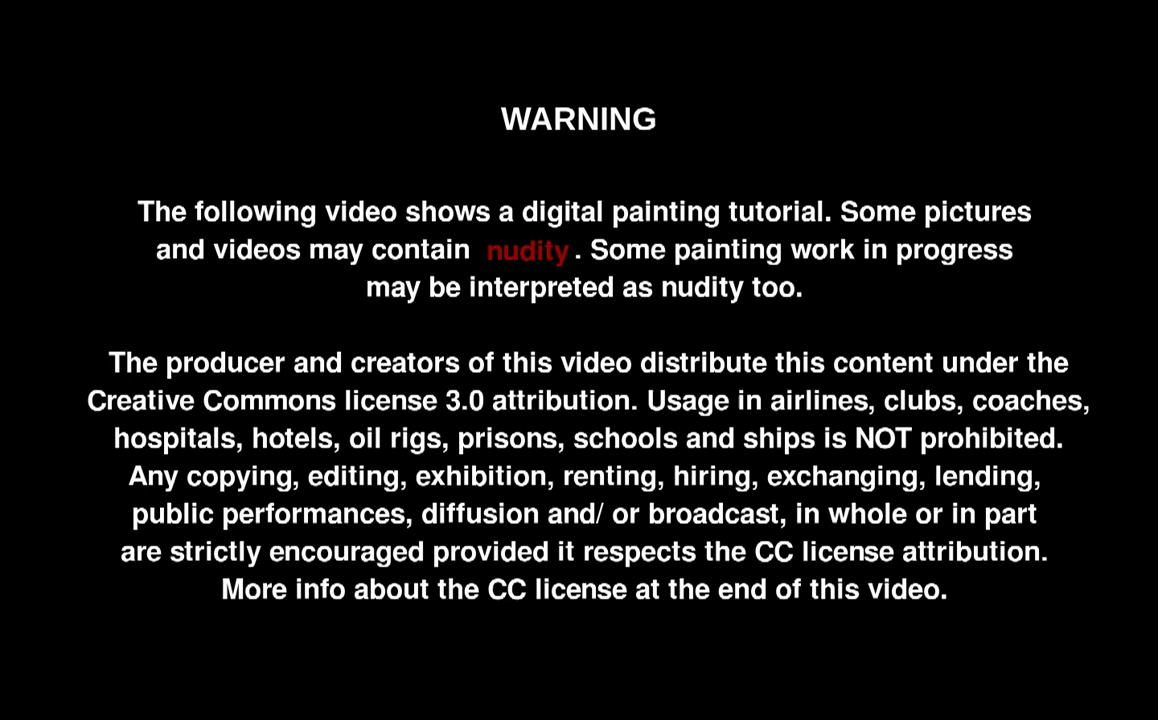 WARNING
The following video shows a digital painting tutorial. Some pictures
and videos may contain nudity. Some painting work in progress
may be interpreted as nudity too.
The producer and creators of this video distribute this content under the
Creative Commons license 3.0 attribution. Usage in airlines, clubs, coaches,
hospitals, hotels, oil rigs, prisons, schools and ships is NOT prohibited.
Any copying, editing, exhibition, renting, hiring, exchanging, lending,
public performances, diffusion and/ or broadcast, in whole or in part
are strictly encouraged provided it respects the CC license attribution.
More info about the CC license at the end of this video.